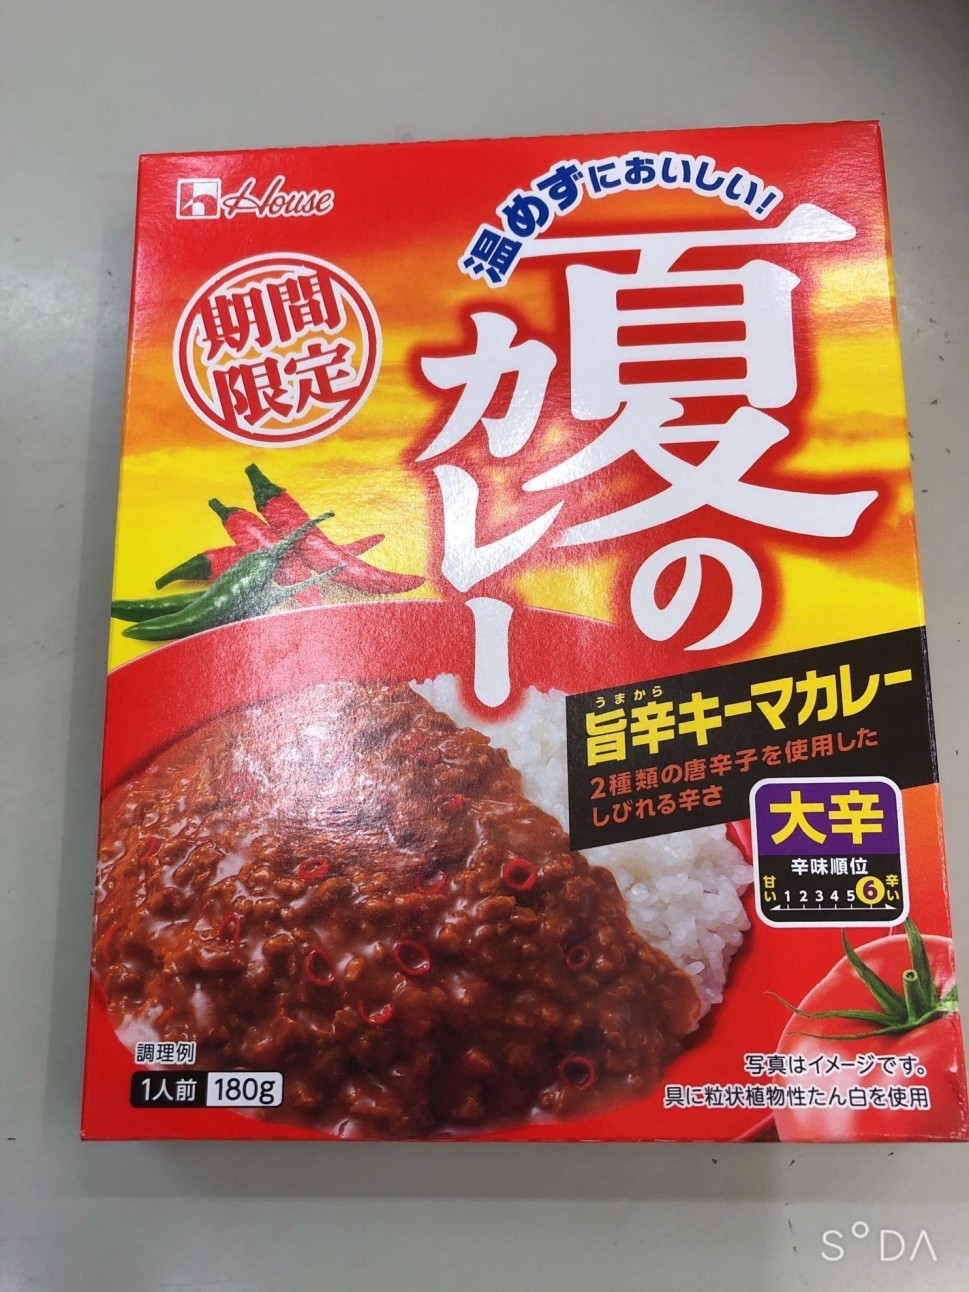 House
温めずにおいしい!
期間
限定
夏の
カレー
うまから
旨辛キーマカレー
2種類の唐辛子を使用した
しびれる辛さ
大辛
辛味順位
甘い 1 2 3 4 5 6 辛い
調理例
1人前 180g
写真はイメージです。
具に粒状植物性たん白を使用
SODA